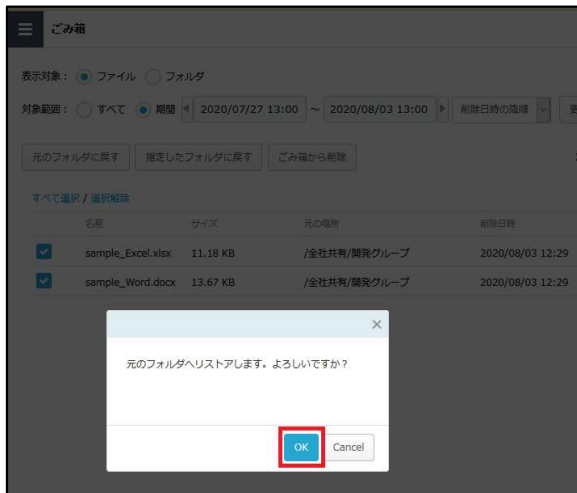 ごみ箱
表示対象： ファイル フォルダ
対象範囲： すべて 期間 2020/07/27 13:00 ～ 2020/08/03 13:00 削除日時の降順
元のフォルダに戻す 指定したフォルダに戻す ごみ箱から削除
すべて選択 / 選択解除
名前 サイズ 元の場所 削除日時
sample_Excel.xlsx 11.18 KB /全社共有/開発グループ 2020/08/03 12:29
sample_Word.docx 13.67 KB /全社共有/開発グループ 2020/08/03 12:29
元のフォルダへリストアします。よろしいですか？
OK Cancel